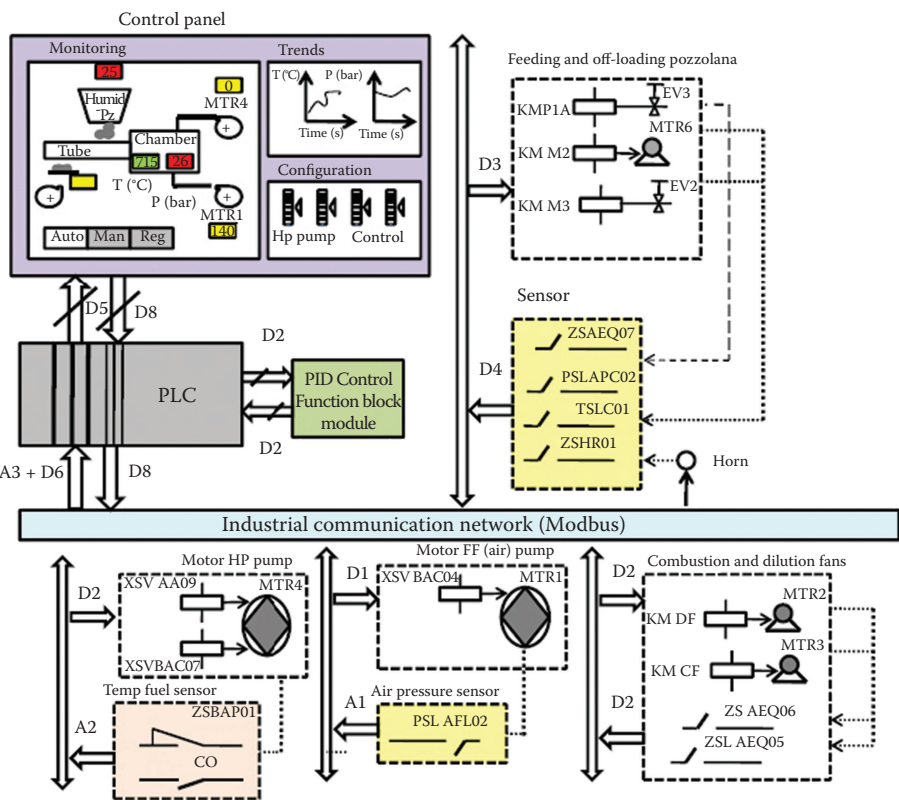 Control panel
Monitoring
25
Humid
Pz
0
MTR4
+
Tube
Chamber
715
26
T (°C)
P (bar)
+
+
MTR1
140
Auto
Man
Reg
Trends
T (°C)
P (bar)
Time (s)
Time (s)
Configuration
Hp pump
Control
D5
D8
PLC
D2
D2
PID Control
Function block
module
A3 + D6
D8
D3
D4
Feeding and off-loading pozzolana
KMP1A
EV3
KM M2
MTR6
KM M3
EV2
Sensor
ZSAEQ07
PSLAPC02
TSLC01
ZSHR01
Horn
Industrial communication network (Modbus)
Motor HP pump
D2
XSV AA09
MTR4
XSVBAC07
Temp fuel sensor
A2
ZSBAP01
CO
Motor FF (air) pump
D1
XSV BAC04
MTR1
Air pressure sensor
A1
PSL AFL02
Combustion and dilution fans
D2
MTR2
KM DF
MTR3
KM CF
D2
ZS AEQ06
ZSL AEQ05